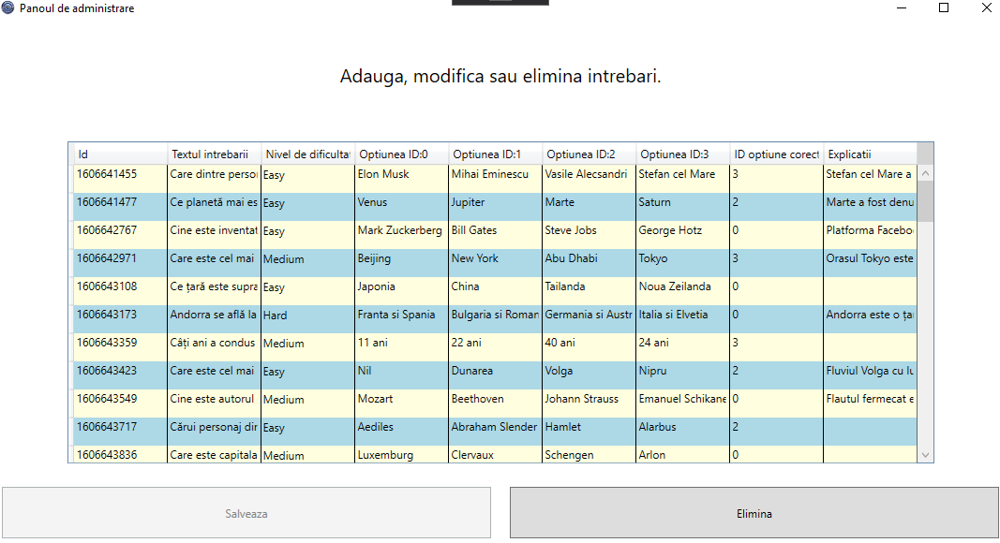 Panoul de administrare
Adauga, modifica sau elimina intrebari.
Id Textul intrebarii Nivel de dificultat Optiunea ID:0 Optiunea ID:1 Optiunea ID:2 Optiunea ID:3 ID optiune corect Explicatii
1606641455 Care dintre perso Easy Elon Musk Mihai Eminescu Vasile Alecsandri Stefan cel Mare 3 Stefan cel Mare a
1606641477 Ce planetă mai es Easy Venus Jupiter Marte Saturn 2 Marte a fost denu
1606642767 Cine este inventat Easy Mark Zuckerberg Bill Gates Steve Jobs George Hotz 0 Platforma Facebo
1606642971 Care este cel mai Medium Beijing New York Abu Dhabi Tokyo 3 Orasul Tokyo este
1606643108 Ce țară este supra Easy Japonia China Tailanda Noua Zeilanda 0
1606643173 Andorra se află la Hard Franta si Spania Bulgaria si Roman Germania si Austr Italia si Elvetia 0 Andorra este o ța
1606643359 Câți ani a condus Medium 11 ani 22 ani 40 ani 24 ani 3
1606643423 Care este cel mai Easy Nil Dunarea Volga Nipru 2 Fluviul Volga cu lu
1606643549 Cine este autorul Medium Mozart Beethoven Johann Strauss Emanuel Schikane 0 Flautul fermecat e
1606643717 Cărui personaj din Easy Aediles Abraham Slender Hamlet Alarbus 2
1606643836 Care este capitala Medium Luxemburg Clervaux Schengen Arlon 0
Salveaza Elimina